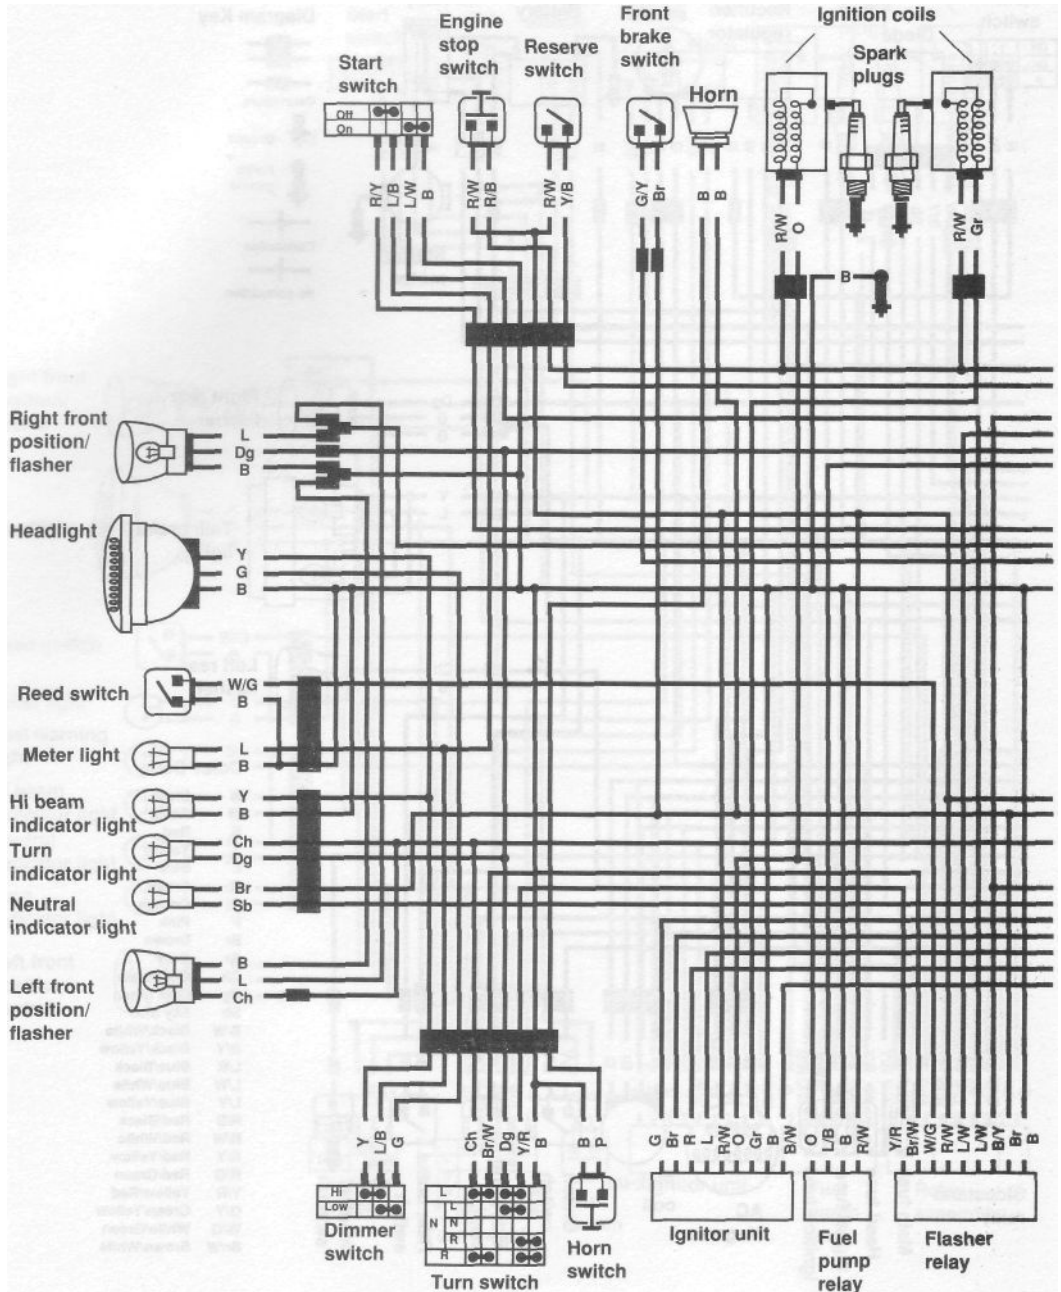 Start
switch
Off
On
Engine
stop
switch
Reserve
switch
Front
brake
switch
Horn
Ignition coils
Spark
plugs
R/Y
L/B
L/W
B
R/W
R/B
R/W
Y/B
G/Y
Br
B
B
R/W
O
B
R/W
Gr
Right front
position/
flasher
L
Dg
B
Headlight
Y
G
B
Reed switch
W/G
B
Meter light
L
B
Hi beam
indicator light
Y
B
Turn
indicator light
Ch
Dg
Neutral
indicator light
Br
Sb
Left front
position/
flasher
B
L
Ch
Y
L/B
G
Ch
Br/W
Dg
Y/R
B
B
P
G
Br
R
L
R/W
O
Gr
B
B/W
O
L/B
B
R/W
Y/R
Br/W
W/G
R/W
L/W
L/W
B/Y
Br
B
Hi
Low
Dimmer
switch
L
L
N
N
R
R
Turn switch
Horn
switch
Ignitor unit
Fuel
pump
relay
Flasher
relay